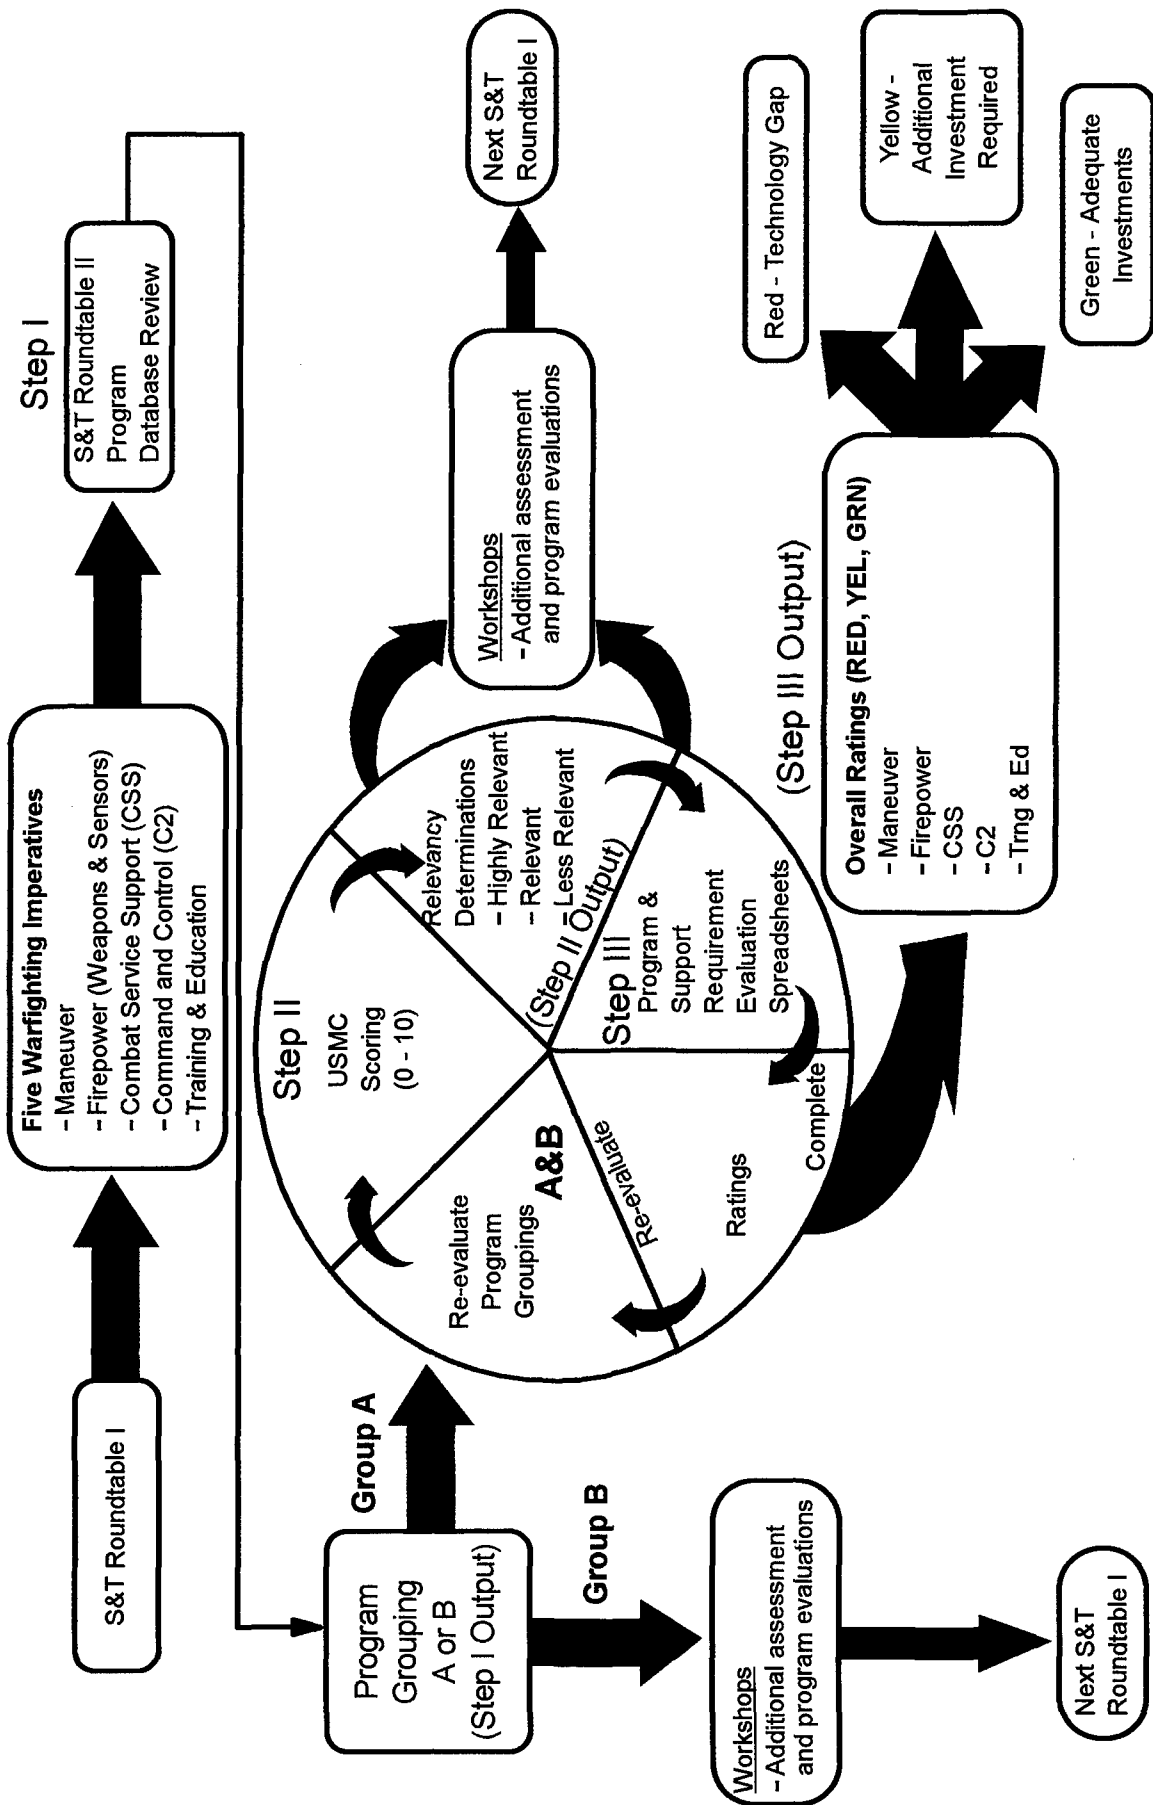 S&T Roundtable I
Five Warfighting Imperatives
- Maneuver
- Firepower (Weapons & Sensors)
- Combat Service Support (CSS)
- Command and Control (C2)
- Training & Education
Step I
S&T Roundtable II
Program
Database Review
Program
Grouping
A or B
(Step I Output)
Group A
Group B
Workshops
- Additional assessment
and program evaluations
Next S&T
Roundtable I
Re-evaluate
Program
Groupings
A&B
Step II
USMC
Scoring
(0 - 10)
Relevancy
Determinations
- Highly Relevant
- Relevant
- Less Relevant
(Step II Output)
Step III
Program &
Support
Requirement
Evaluation
Spreadsheets
Re-evaluate
Ratings
Complete
Workshops
- Additional assessment
and program evaluations
Next S&T
Roundtable I
(Step III Output)
Overall Ratings (RED, YEL, GRN)
- Maneuver
- Firepower
- CSS
- C2
- Trng & Ed
Red - Technology Gap
Yellow -
Additional
Investment
Required
Green - Adequate
Investments